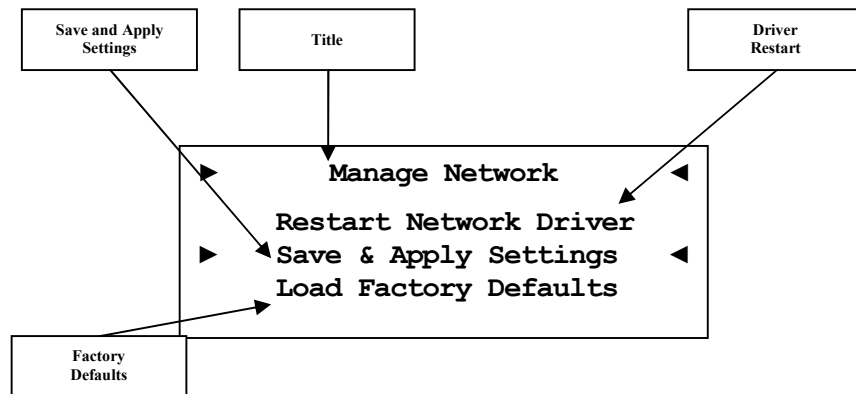 Save and Apply
Settings
Title
Driver
Restart
► Manage Network ◄
Restart Network Driver
► Save & Apply Settings ◄
Load Factory Defaults
Factory
Defaults